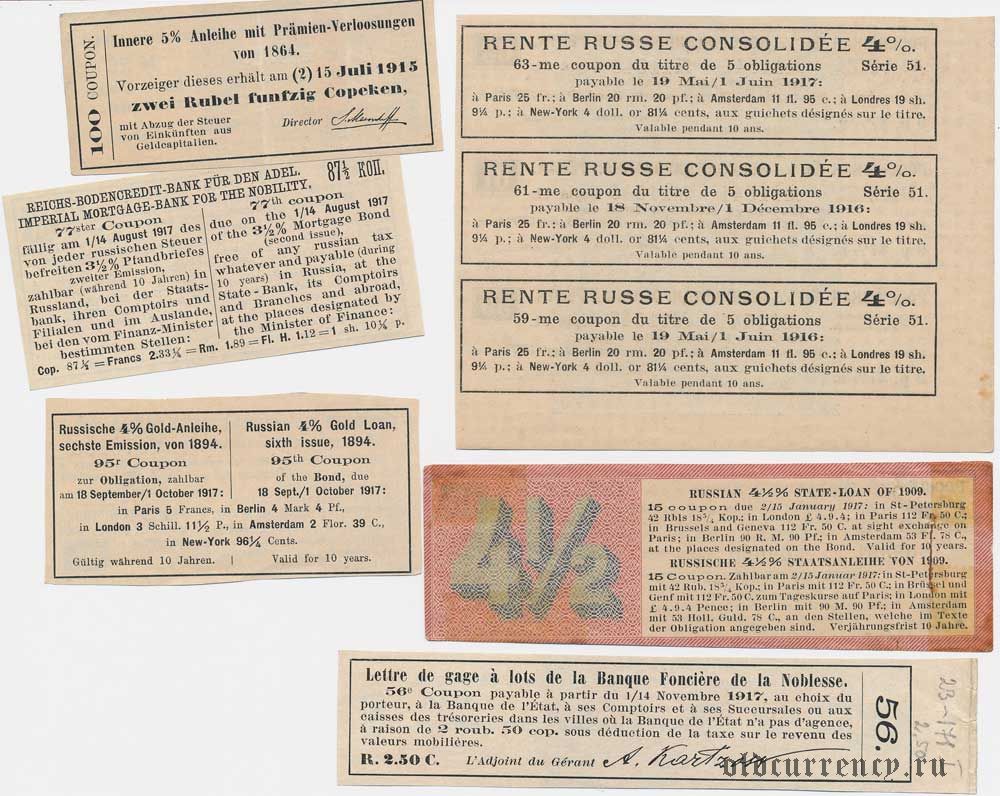 100 COUPON.
Innere 5% Anleihe mit Prämien-Verloosungen
von 1864.
Vorzeiger dieses erhält am (2) 15 Juli 1915
zwei Rubel funfzig Copeken,
mit Abzug der Steuer
von Einkünften aus
Geldcapitalien.
Director
REICHS-BODENCREDIT-BANK FÜR DEN ADEL.
IMPERIAL MORTGAGE-BANK FOR THE NOBILITY.
87½ КОП.
77ster Coupon
fällig am 1/14 August 1917 des
von jeder russischen Steuer
befreiten 3½% Pfandbriefes
zweiter Emission,
zahlbar (während 10 Jahren) in
Russland, bei der Staats-
bank, ihren Comptoirs und
Filialen und im Auslande,
bei den vom Finanz-Minister
bestimmten Stellen:
77th coupon
due on the 1/14 August 1917
of the 3½% Mortgage Bond
(second issue),
free of any russian tax
whatever and payable (during
10 years) in Russia, at the
State-Bank, its Comptoirs
and Branches and abroad,
at the places designated by
the Minister of Finance:
Cop. 87½ = Francs 2.33¼ = Rm. 1.89 = Fl. H. 1.12 = 1 sh. 10¼ p.
Russische 4% Gold-Anleihe,
sechste Emission, von 1894.
95r Coupon
zur Obligation, zahlbar
am 18 September/1 October 1917:
Russian 4% Gold Loan,
sixth issue, 1894.
95th Coupon
of the Bond, due
18 Sept./1 October 1917:
in Paris 5 Francs, in Berlin 4 Mark 4 Pf.,
in London 3 Schill. 11½ P., in Amsterdam 2 Flor. 39 C.,
in New-York 96¼ Cents.
Gültig während 10 Jahren. Valid for 10 years.
RENTE RUSSE CONSOLIDÉE 4%.
63-me coupon du titre de 5 obligations Série 51.
payable le 19 Mai/1 Juin 1917:
à Paris 25 fr.; à Berlin 20 rm. 20 pf.; à Amsterdam 11 fl. 95 c.; à Londres 19 sh.
9¼ p.; à New-York 4 doll. or 81¼ cents, aux guichets désignés sur le titre.
Valable pendant 10 ans.
RENTE RUSSE CONSOLIDÉE 4%.
61-me coupon du titre de 5 obligations Série 51.
payable le 18 Novembre/1 Décembre 1916:
à Paris 25 fr.; à Berlin 20 rm. 20 pf.; à Amsterdam 11 fl. 95 c.; à Londres 19 sh.
9¼ p.; à New-York 4 doll. or 81¼ cents, aux guichets désignés sur le titre.
Valable pendant 10 ans.
RENTE RUSSE CONSOLIDÉE 4%.
59-me coupon du titre de 5 obligations Série 51.
payable le 19 Mai/1 Juin 1916:
à Paris 25 fr.; à Berlin 20 rm. 20 pf.; à Amsterdam 11 fl. 95 c.; à Londres 19 sh.
9¼ p.; à New-York 4 doll. or 81¼ cents, aux guichets désignés sur le titre.
Valable pendant 10 ans.
4½
RUSSIAN 4½% STATE-LOAN OF 1909.
15 coupon due 2/15 January 1917: in St-Petersburg
42 Rbls 18¾ Kop.; in London £ 4.9.4; in Paris 112 Fr. 50 C.;
in Brussels and Geneva 112 Fr. 50 C. at sight exchange on
Paris; in Berlin 90 R. M. 90 Pf.; in Amsterdam 53 Fl. 78 C.,
at the places designated on the Bond. Valid for 10 years.
RUSSISCHE 4½% STAATSANLEIHE VON 1909.
15 Coupon. Zahlbar am 2/15 Januar 1917: in St-Petersburg
mit 42 Rub. 18¾ Kop.; in Paris mit 112 Fr. 50 C.; in Brüssel und
Genf mit 112 Fr. 50 C. zum Tageskurse auf Paris; in London mit
£ 4.9.4 Pence; in Berlin mit 90 M. 90 Pf.; in Amsterdam
mit 53 Holl. Guld. 78 C., an den Stellen, welche im Texte
der Obligation angegeben sind. Verjährungsfrist 10 Jahre.
Lettre de gage à lots de la Banque Foncière de la Noblesse.
56e Coupon payable à partir du 1/14 Novembre 1917, au choix du
porteur, à la Banque de l'État, à ses Comptoirs et à ses Succursales ou aux
caisses des trésoreries dans les villes où la Banque de l'État n'a pas d'agence,
à raison de 2 roub. 50 cop. sous déduction de la taxe sur le revenu des
valeurs mobilières.
R. 2.50 C. L'Adjoint du Gérant A. Kartzow
56.
2,50
oldcurrency.ru